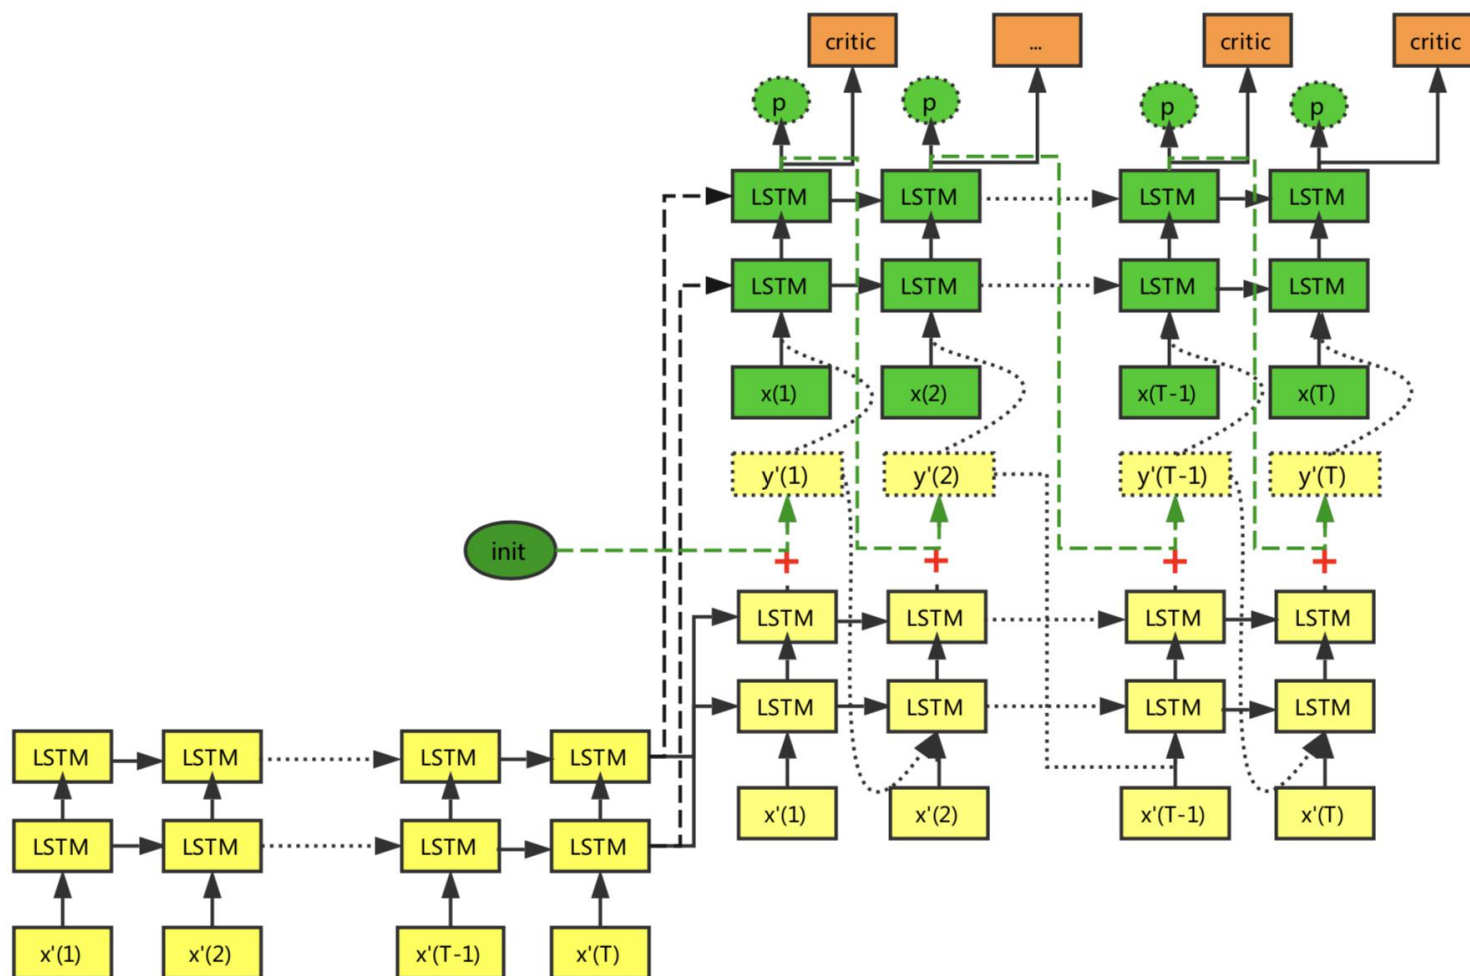 critic ... critic critic
p p p p
LSTM LSTM LSTM LSTM
LSTM LSTM LSTM LSTM
x(1) x(2) x(T-1) x(T)
y'(1) y'(2) y'(T-1) y'(T)
init
+ + + +
LSTM LSTM LSTM LSTM
LSTM LSTM LSTM LSTM
x'(1) x'(2) x'(T-1) x'(T)
LSTM LSTM LSTM LSTM
LSTM LSTM LSTM LSTM
x'(1) x'(2) x'(T-1) x'(T)